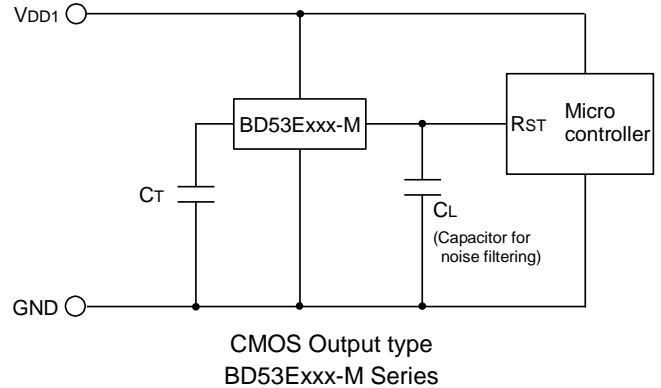 VDD1
BD53Exxx-M
RST
Micro
controller
CT
CL
(Capacitor for
noise filtering)
GND
CMOS Output type
BD53Exxx-M Series